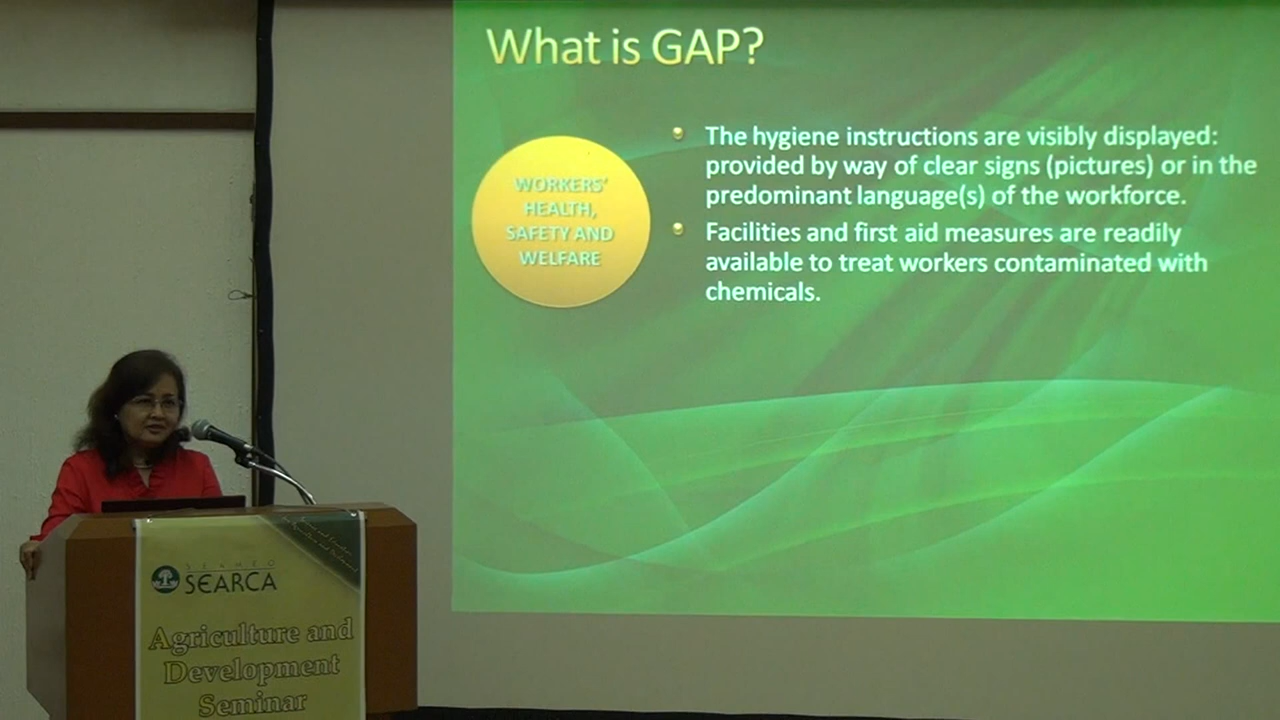 What is GAP?
The hygiene instructions are visibly displayed:
provided by way of clear signs (pictures) or in the
predominant language(s) of the workforce.
Facilities and first aid measures are readily
available to treat workers contaminated with
chemicals.
WORKERS'
HEALTH,
SAFETY AND
WELFARE
SEAMEO
SEARCA
Agriculture and
Development
Seminar